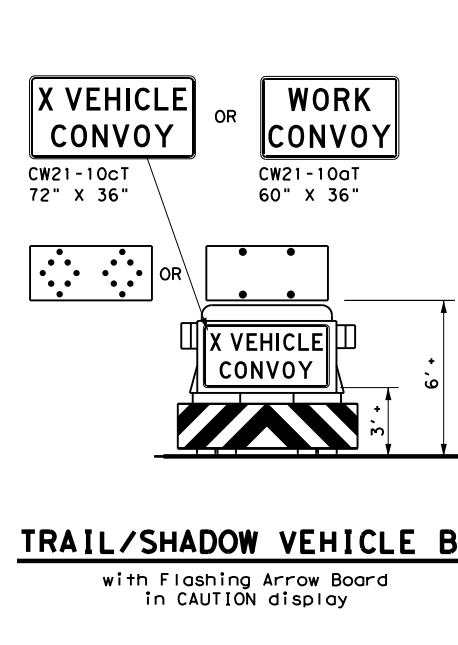 X VEHICLE
CONVOY
OR
WORK
CONVOY
CW21-10cT
72" X 36"
CW21-10aT
60" X 36"
OR
X VEHICLE
CONVOY
6'+
3'+
TRAIL/SHADOW VEHICLE B
with Flashing Arrow Board
in CAUTION display